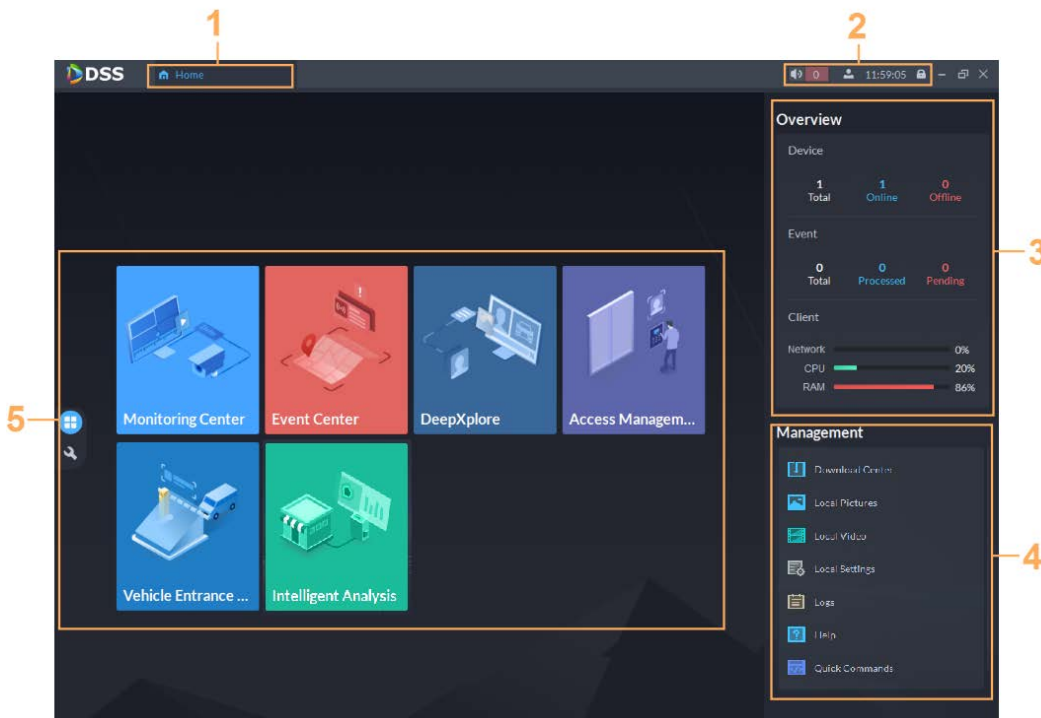 1
2
DSS Home 0 11:59:05
Overview
Device
1 1 0
Total Online Offline
3
Event
0 0 0
Total Processed Pending
Client
Network 0%
CPU 20%
RAM 86%
Monitoring Center Event Center DeepXplore Access Managem...
5
Management
Download Center
Local Pictures
Local Video
4
Local Settings
Vehicle Entrance ... Intelligent Analysis
Logs
Help
Quick Commands